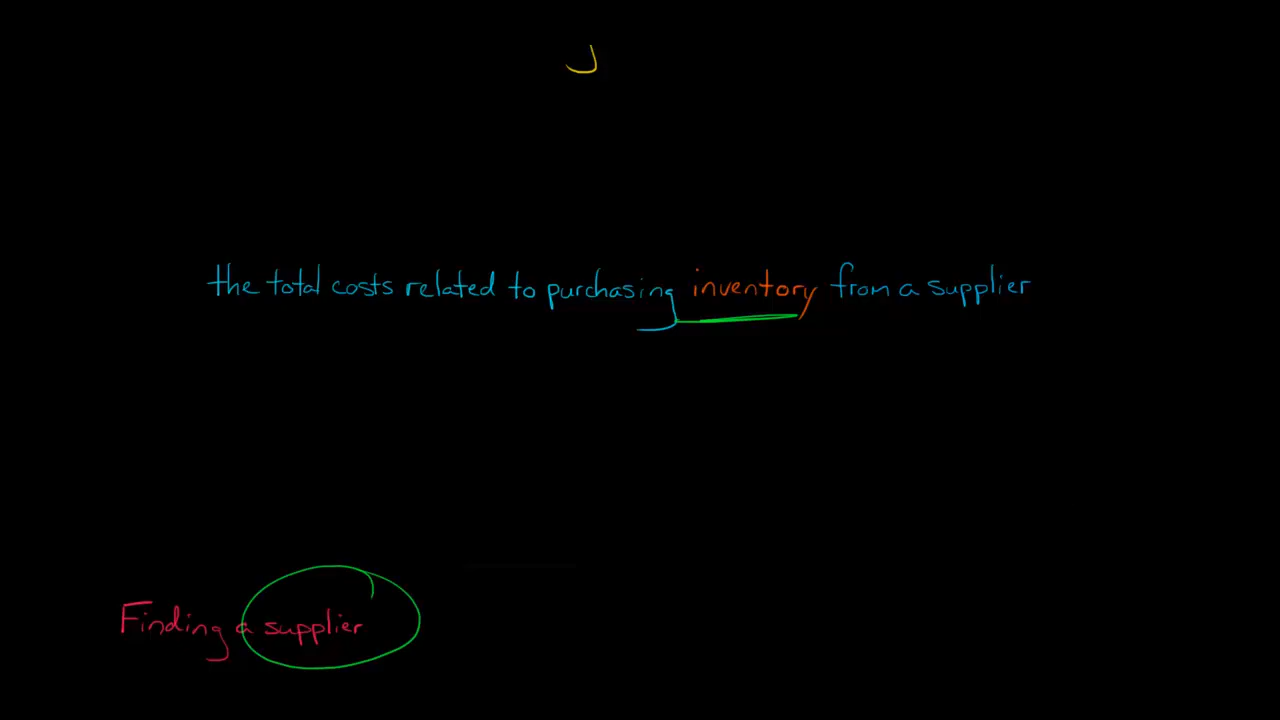 the total costs related to purchasing inventory from a supplier
Finding a supplier